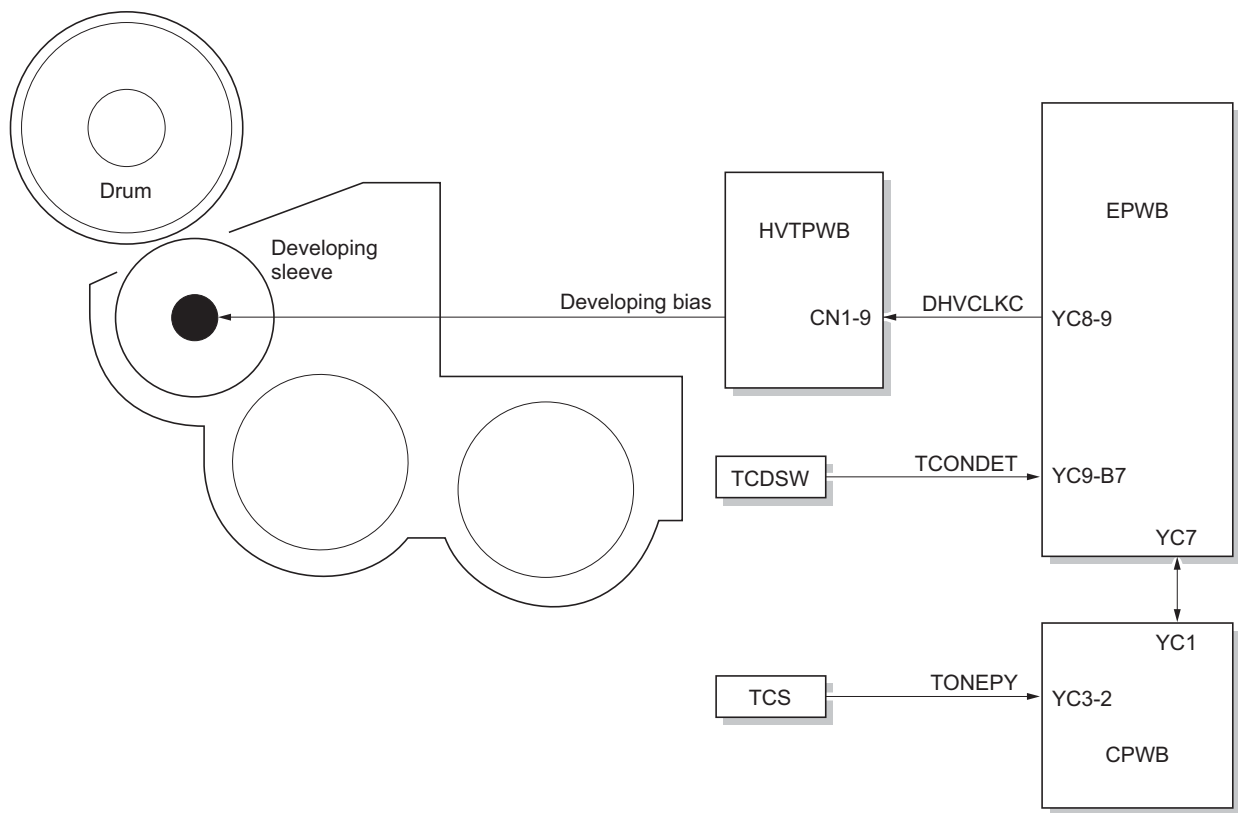 Drum
Developing
sleeve
Developing bias
HVTPWB
CN1-9
DHVCLKC
EPWB
YC8-9
TCDSW
TCONDET
YC9-B7
YC7
YC1
TCS
TONEPY
YC3-2
CPWB